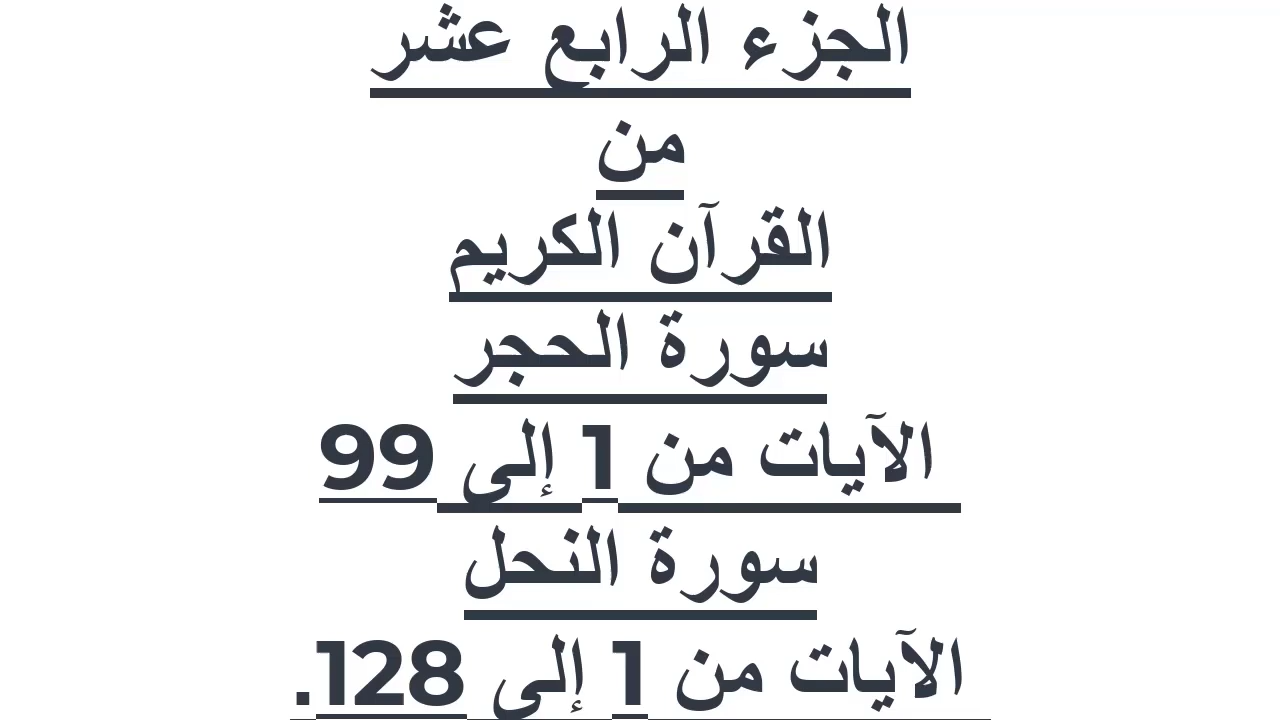 الجزء الرابع عشر
من
القرآن الكريم
سورة الحجر
الآيات من 1 إلى 99
سورة النحل
الآيات من 1 إلى 128.